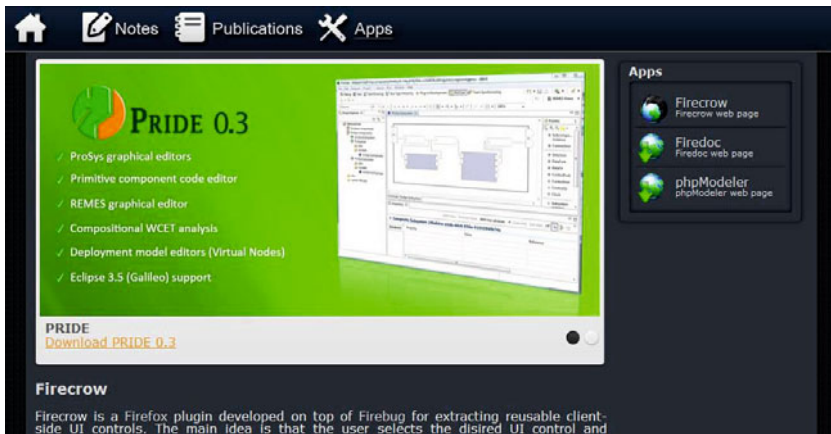 Notes Publications Apps
PRIDE 0.3
✓ ProSys graphical editors
✓ Primitive component code editor
✓ REMES graphical editor
✓ Compositional WCET analysis
✓ Deployment model editors (Virtual Nodes)
✓ Eclipse 3.5 (Galileo) support
PRIDE
Download PRIDE 0.3
Apps
Firecrow
Firecrow web page
Firedoc
Firedoc web page
phpModeler
phpModeler web page
Firecrow
Firecrow is a Firefox plugin developed on top of Firebug for extracting reusable client-
side UI controls. The main idea is that the user selects the disired UI control and